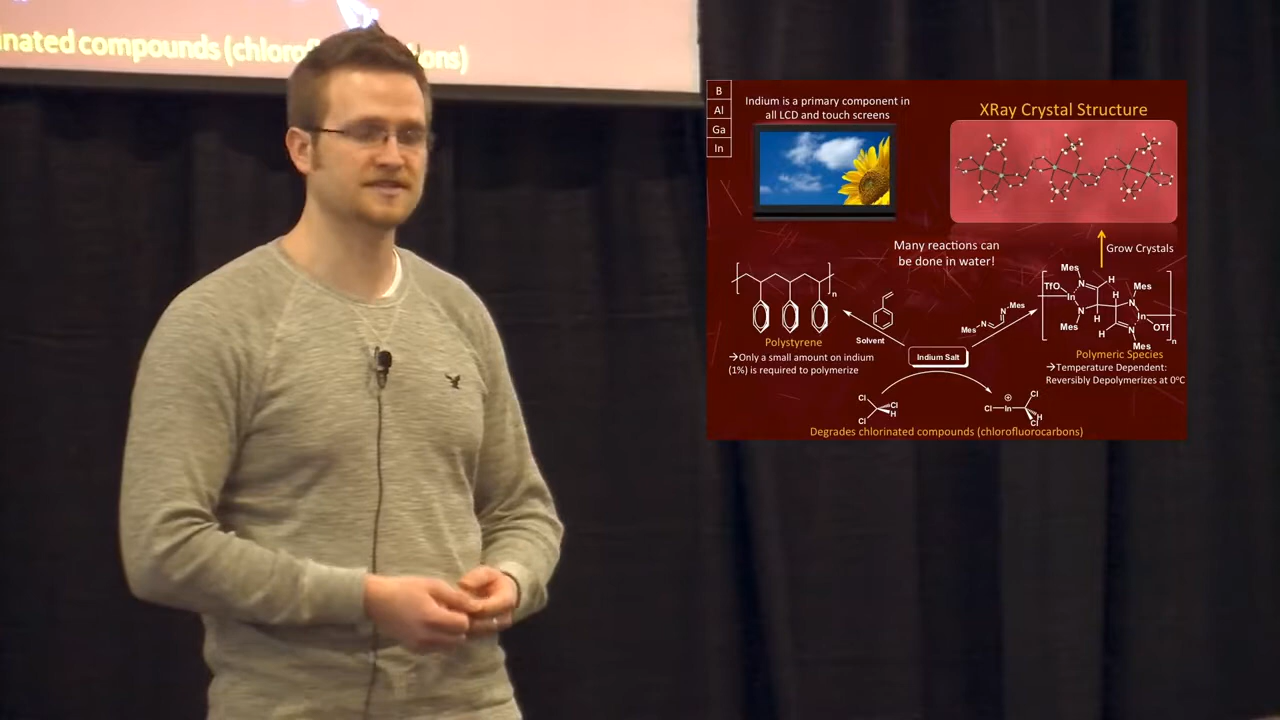 inated compounds (chlorof ons)
B
Al
Ga
In
Indium is a primary component in
all LCD and touch screens
XRay Crystal Structure
Many reactions can
be done in water!
Grow Crystals
n
Polystyrene
→Only a small amount on indium
(1%) is required to polymerize
Solvent
Mes
N
N
Mes
Indium Salt
Mes
H
TfO
N
In
H
Mes
N
N
H
In
Mes
H
N
OTf
Mes
n
Polymeric Species
→Temperature Dependent:
Reversibly Depolymerizes at 0°C
Cl
Cl
H
Cl
⊕
Cl
Cl
In
H
Cl
Degrades chlorinated compounds (chlorofluorocarbons)